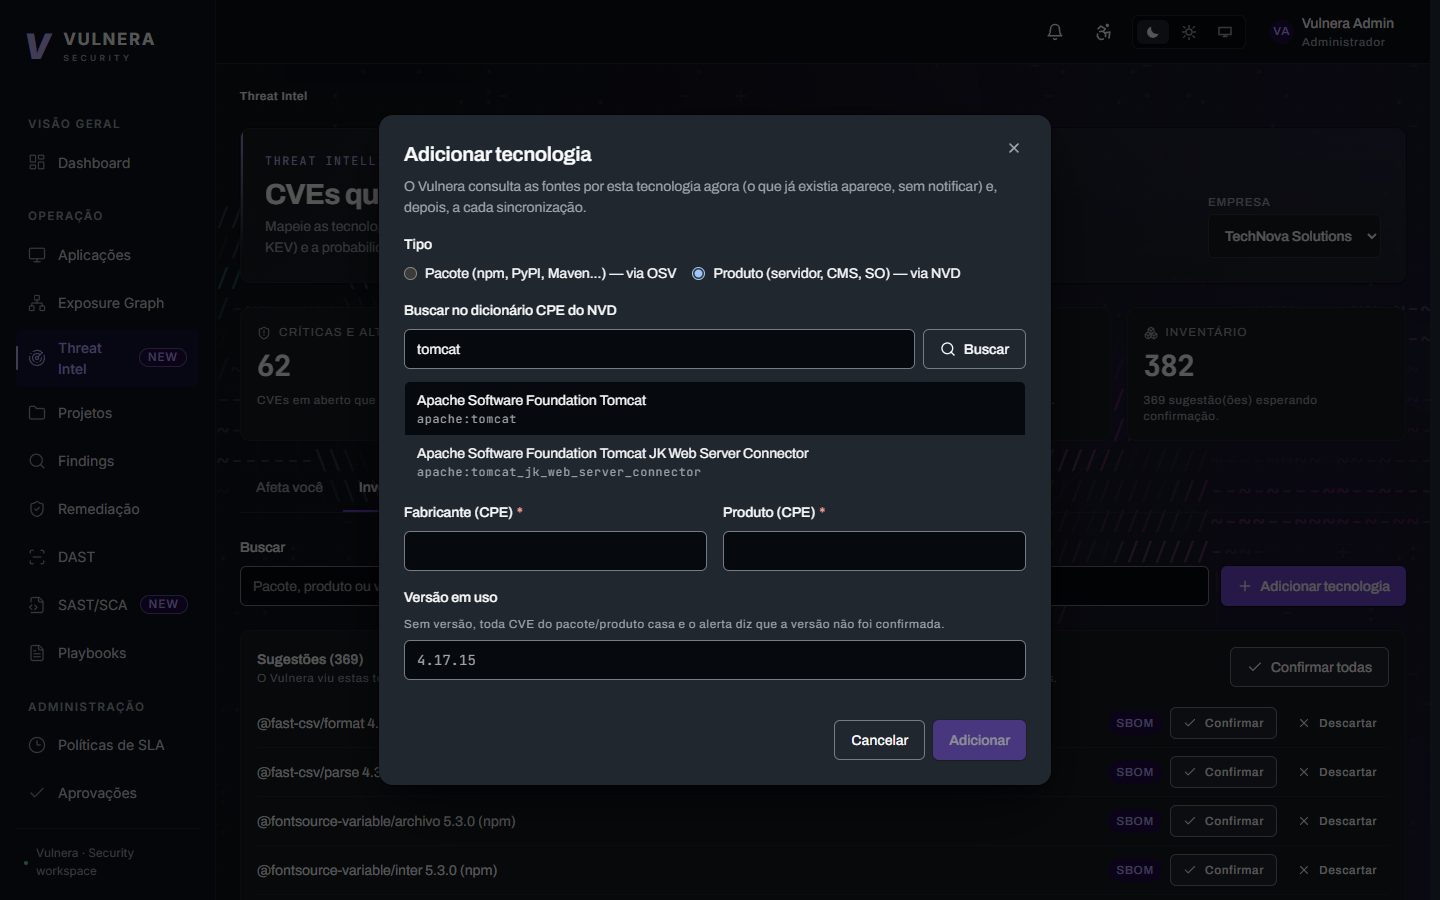 VULNERA
SECURITY
VISÃO GERAL
Dashboard
OPERAÇÃO
Aplicações
Exposure Graph
Threat
Intel
NEW
Projetos
Findings
Remediação
DAST
SAST/SCA
NEW
Playbooks
ADMINISTRAÇÃO
Políticas de SLA
Aprovações
Vulnera · Security
workspace
VA
Vulnera Admin
Administrador
Threat Intel
THREAT INTELL
CVEs qu
Mapeie as tecnolo
KEV) e a probabili
EMPRESA
TechNova Solutions
CRÍTICAS E ALT
62
CVEs em aberto que
INVENTÁRIO
382
369 sugestão(ões) esperando
confirmação.
Afeta você
Inv
Buscar
Pacote, produto ou v
Adicionar tecnologia
Sugestões (369)
O Vulnera viu estas t
Confirmar todas
@fast-csv/format 4.
SBOM
Confirmar
Descartar
@fast-csv/parse 4.3
SBOM
Confirmar
Descartar
@fontsource-variable/archivo 5.3.0 (npm)
SBOM
Confirmar
Descartar
@fontsource-variable/inter 5.3.0 (npm)
SBOM
Confirmar
Descartar
Adicionar tecnologia
O Vulnera consulta as fontes por esta tecnologia agora (o que já existia aparece, sem notificar) e,
depois, a cada sincronização.
Tipo
Pacote (npm, PyPI, Maven...) — via OSV
Produto (servidor, CMS, SO) — via NVD
Buscar no dicionário CPE do NVD
tomcat
Buscar
Apache Software Foundation Tomcat
apache:tomcat
Apache Software Foundation Tomcat JK Web Server Connector
apache:tomcat_jk_web_server_connector
Fabricante (CPE) *
Produto (CPE) *
Versão em uso
Sem versão, toda CVE do pacote/produto casa e o alerta diz que a versão não foi confirmada.
4.17.15
Cancelar
Adicionar